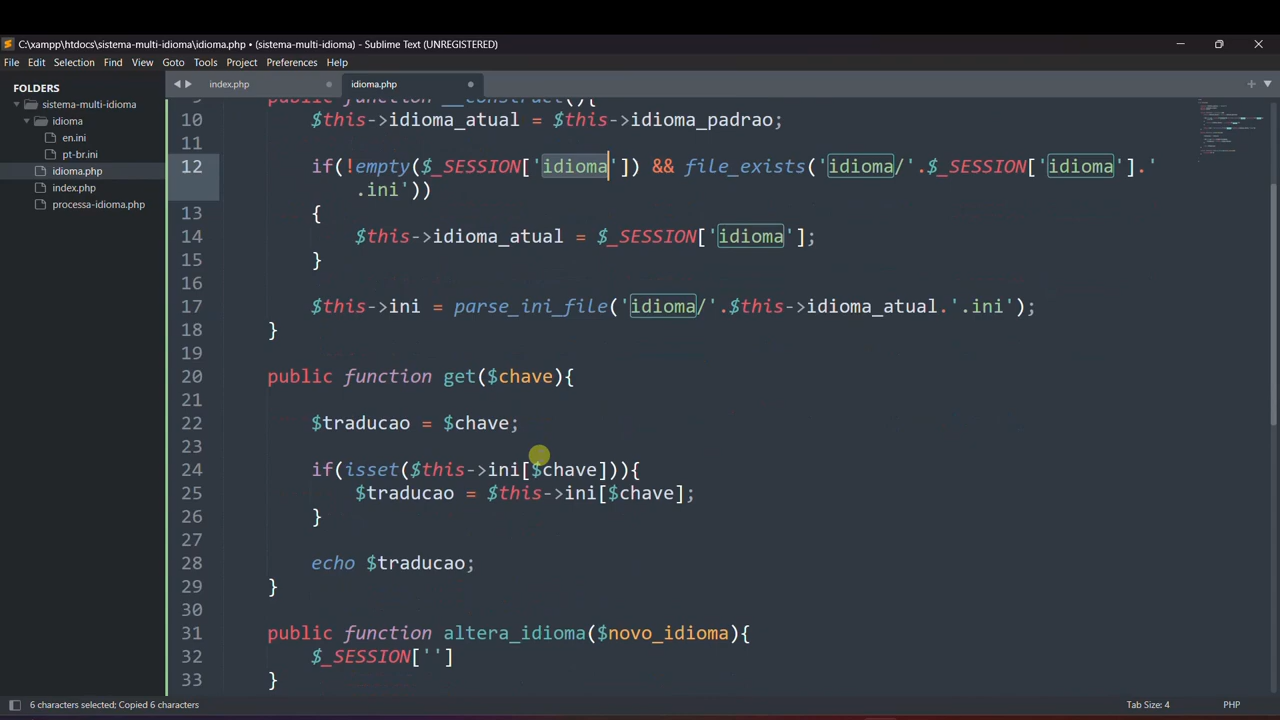 C:\xampp\htdocs\sistema-multi-idioma\idioma.php • (sistema-multi-idioma) - Sublime Text (UNREGISTERED)
File Edit Selection View Goto Tools Project Preferences Help
FOLDERS
sistema-multi-idioma
idioma
en.ini
pt-br.ini
idioma.php
index.php
processa-idioma.php
index.php idioma.php
9 public function __construct(){
10 $this->idioma_atual = $this->idioma_padrao;
11
12 if(!empty($_SESSION['idioma']) && file_exists('idioma/'.$_SESSION['idioma'].'
.ini'))
13 {
14 $this->idioma_atual = $_SESSION['idioma'];
15 }
16
17 $this->ini = parse_ini_file('idioma/'.$this->idioma_atual.'.ini');
18 }
19
20 public function get($chave){
21
22 $traducao = $chave;
23
24 if(isset($this->ini[$chave])){
25 $traducao = $this->ini[$chave];
26 }
27
28 echo $traducao;
29 }
30
31 public function altera_idioma($novo_idioma){
32 $_SESSION['']
33 }
6 characters selected; Copied 6 characters
Tab Size: 4 PHP